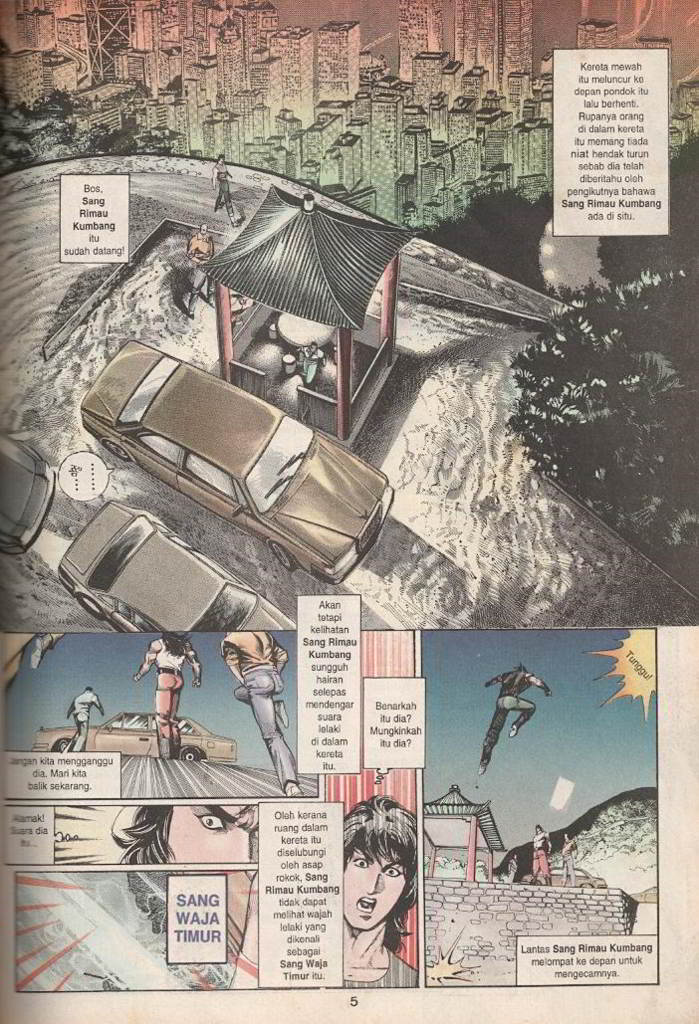 Kereta mewah
itu meluncur ke
depan pondok itu
lalu berhenti.
Rupanya orang
di dalam kereta
itu memang tiada
niat hendak turun
sebab dia telah
diberitahu oleh
pengikutnya bahawa
Sang Rimau Kumbang
ada di situ.
Bos,
Sang
Rimau
Kumbang
itu
sudah datang!
Jangan kita mengganggu
dia. Mari kita
balik sekarang.
Akan
tetapi
kelihatan
Sang Rimau
Kumbang
sungguh
hairan
selepas
mendengar
suara
lelaki
di dalam
kereta
itu.
Benarkah
itu dia?
Mungkinkah
itu dia?
Tunggu!
Alamak!
Suara dia
itu...
Oleh kerana
ruang dalam
kereta itu
diselubungi
oleh asap
rokok, Sang
Rimau Kumbang
tidak dapat
melihat wajah
lelaki yang
dikenali
sebagai
Sang Waja
Timur itu.
SANG
WAJA
TIMUR
Lantas Sang Rimau Kumbang
melompat ke depan untuk
mengecamnya.
5